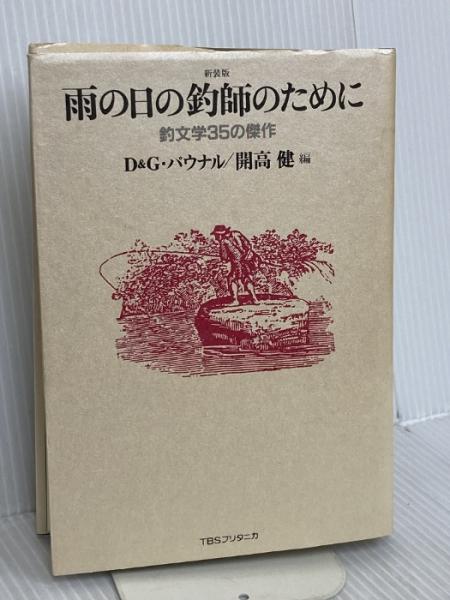 新装版
雨の日の釣師のために
釣文学35の傑作
D&G・パウナル/開高 健 編
TBSブリタニカ